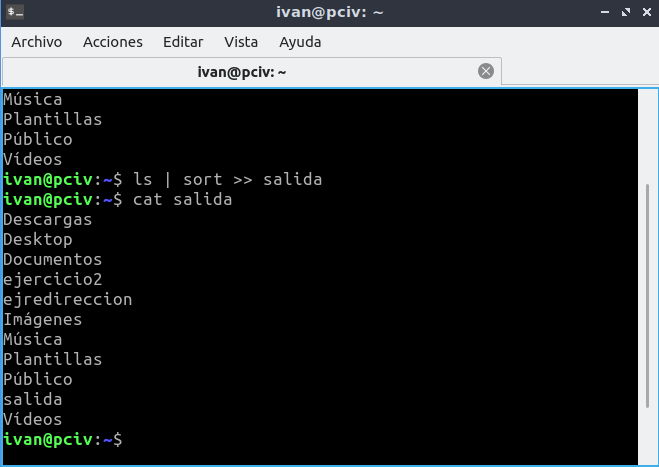 ivan@pciv: ~
Archivo Acciones Editar Vista Ayuda
ivan@pciv: ~
Música
Plantillas
Público
Vídeos
ivan@pciv:~$ ls | sort >> salida
ivan@pciv:~$ cat salida
Descargas
Desktop
Documentos
ejercicio2
ejredireccion
Imágenes
Música
Plantillas
Público
salida
Vídeos
ivan@pciv:~$